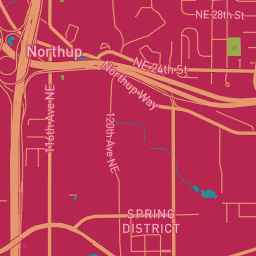 NE 28th St
Northup
NE 24th St
Northup Way
116th Ave NE
120th Ave NE
SPRING
DISTRICT